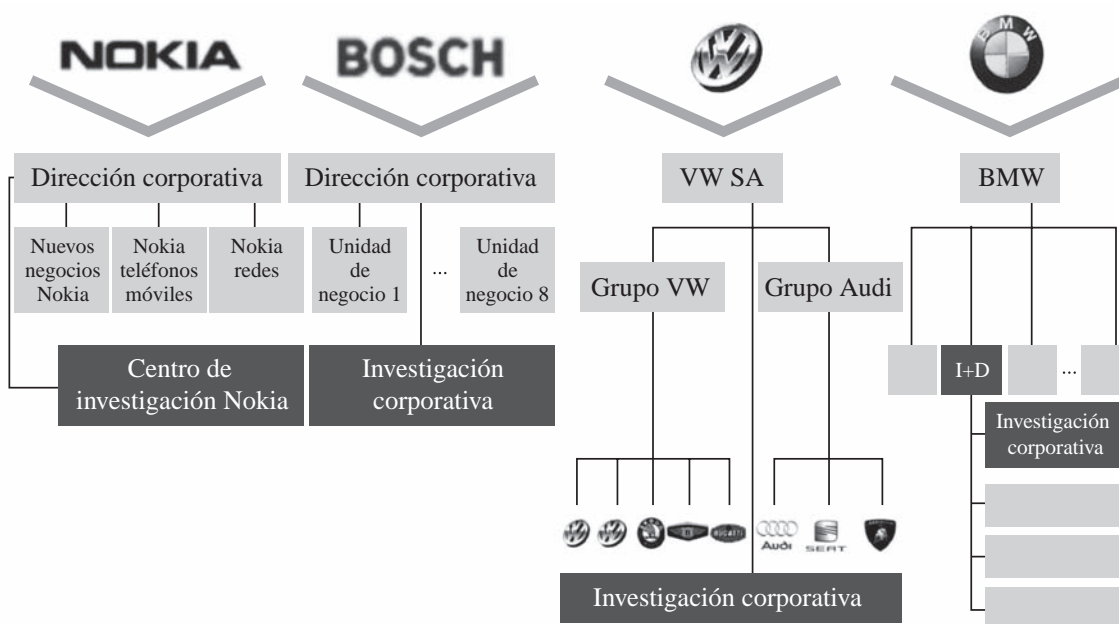 NOKIA
BOSCH
BMW
Dirección corporativa
Dirección corporativa
VW SA
BMW
Nuevos
negocios
Nokia
Nokia
teléfonos
móviles
Nokia
redes
Unidad
de
negocio 1
...
Unidad
de
negocio 8
Grupo VW
Grupo Audi
Centro de
investigación Nokia
Investigación
corporativa
I+D
...
Investigación
corporativa
Audi
SEAT
Investigación corporativa